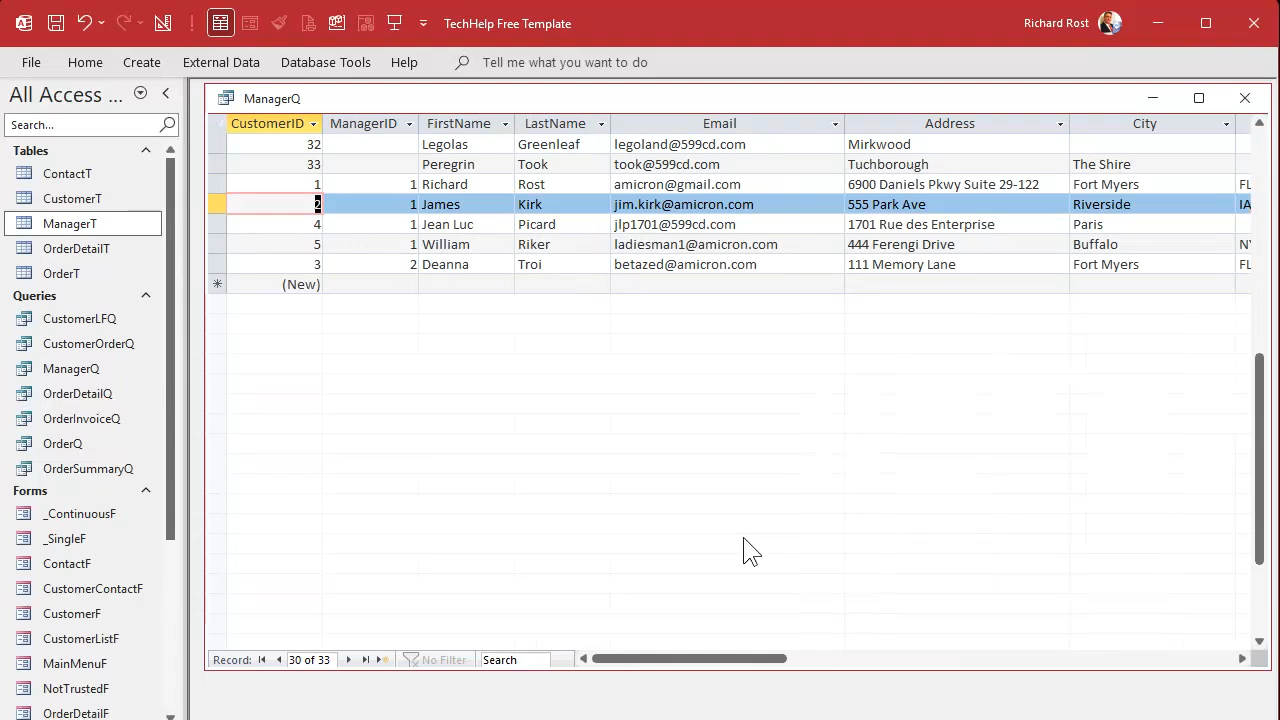 TechHelp Free Template
Richard Rost
File Home Create External Data Database Tools Help Tell me what you want to do
All Access ...
Search...
Tables
ContactT
CustomerT
ManagerT
OrderDetailT
OrderT
Queries
CustomerLFQ
CustomerOrderQ
ManagerQ
OrderDetailQ
OrderInvoiceQ
OrderQ
OrderSummaryQ
Forms
_ContinuousF
_SingleF
ContactF
CustomerContactF
CustomerF
CustomerListF
MainMenuF
NotTrustedF
OrderDetailF
ManagerQ
CustomerID ManagerID FirstName LastName Email Address City
32 Legolas Greenleaf legoland@599cd.com Mirkwood
33 Peregrin Took took@599cd.com Tuchborough The Shire
1 1 Richard Rost amicron@gmail.com 6900 Daniels Pkwy Suite 29-122 Fort Myers FL
2 1 James Kirk jim.kirk@amicron.com 555 Park Ave Riverside IA
4 1 Jean Luc Picard jlp1701@599cd.com 1701 Rue des Enterprise Paris
5 1 William Riker ladiesman1@amicron.com 444 Ferengi Drive Buffalo NY
3 2 Deanna Troi betazed@amicron.com 111 Memory Lane Fort Myers FL
* (New)
Record: 30 of 33 No Filter Search